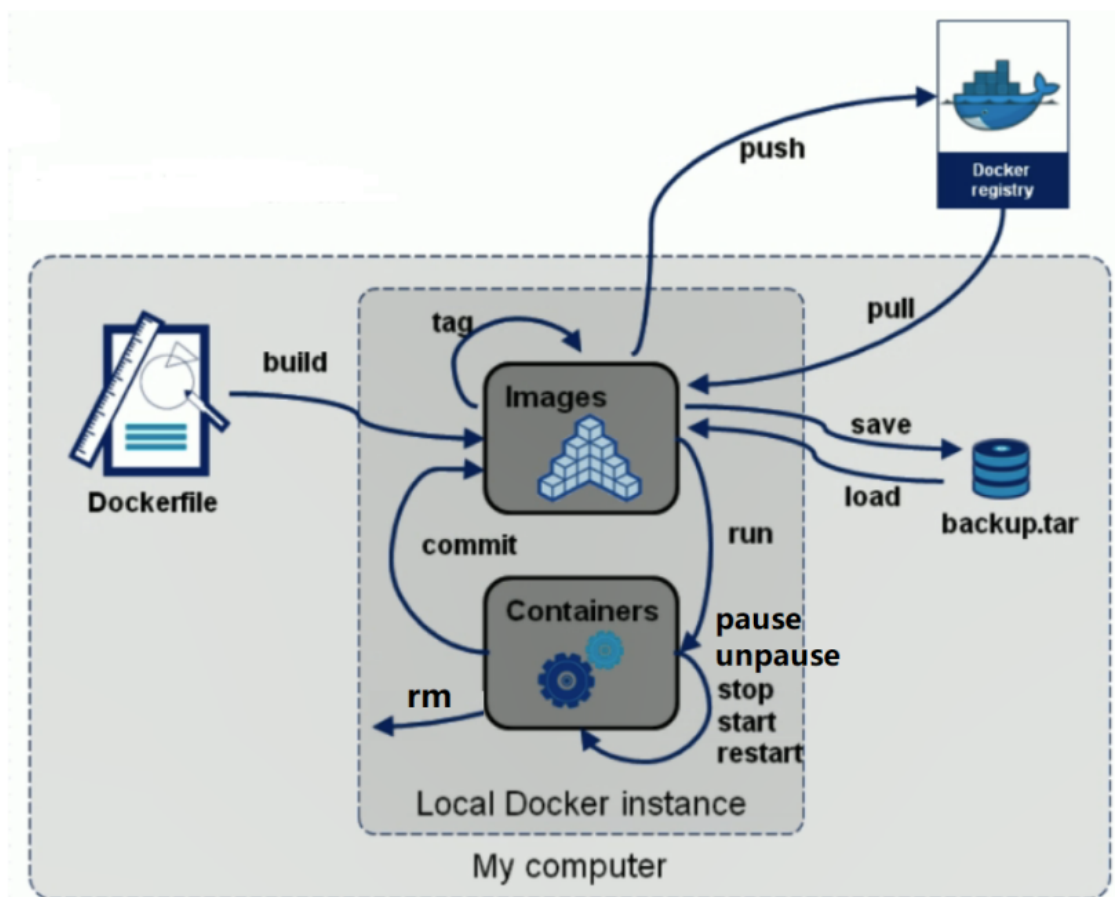 push
Docker
registry
pull
tag
build
Images
save
load
backup.tar
Dockerfile
commit
run
Containers
pause
unpause
stop
start
restart
rm
Local Docker instance
My computer